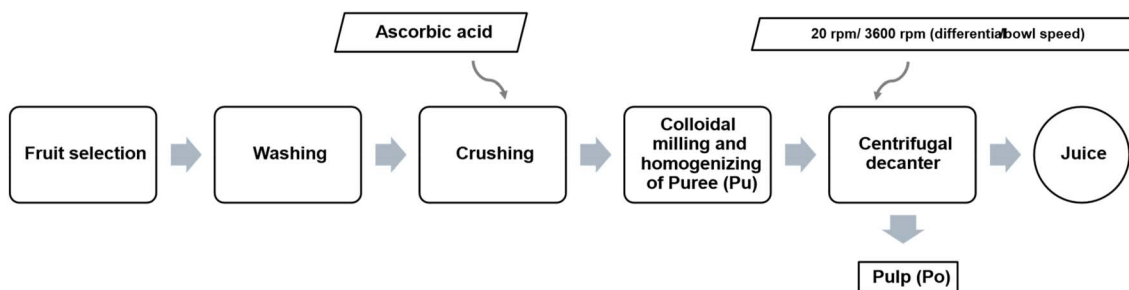 Ascorbic acid
20 rpm/ 3600 rpm (differential/bowl speed)
Fruit selection
Washing
Crushing
Colloidal
milling and
homogenizing
of Puree (Pu)
Centrifugal
decanter
Juice
Pulp (Po)